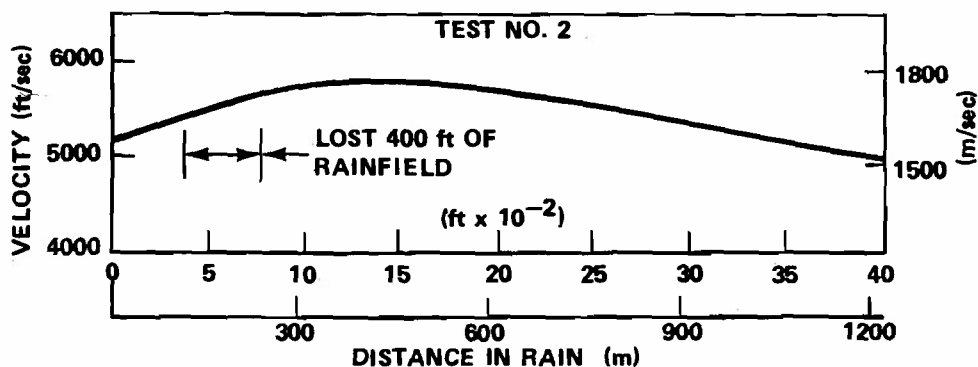 TEST NO. 2
VELOCITY (ft/sec)
6000
5000
4000
1800
1500
(m/sec)
LOST 400 ft OF
RAINFIELD
(ft x 10⁻²)
0 5 10 15 20 25 30 35 40
300 600 900 1200
DISTANCE IN RAIN (m)